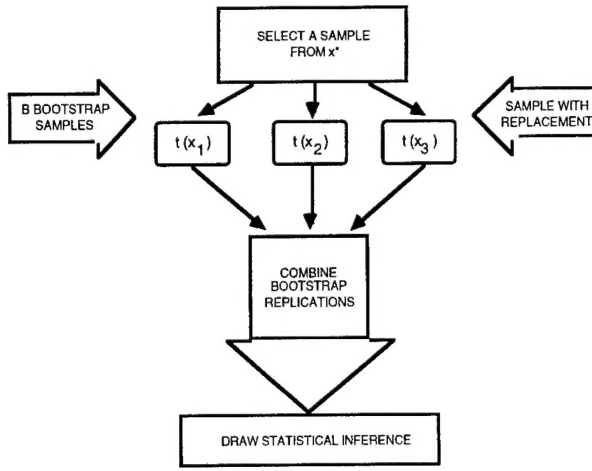 SELECT A SAMPLE
FROM x*
B BOOTSTRAP
SAMPLES
SAMPLE WITH
REPLACEMENT
t(x1)
t(x2)
t(x3)
COMBINE
BOOTSTRAP
REPLICATIONS
DRAW STATISTICAL INFERENCE